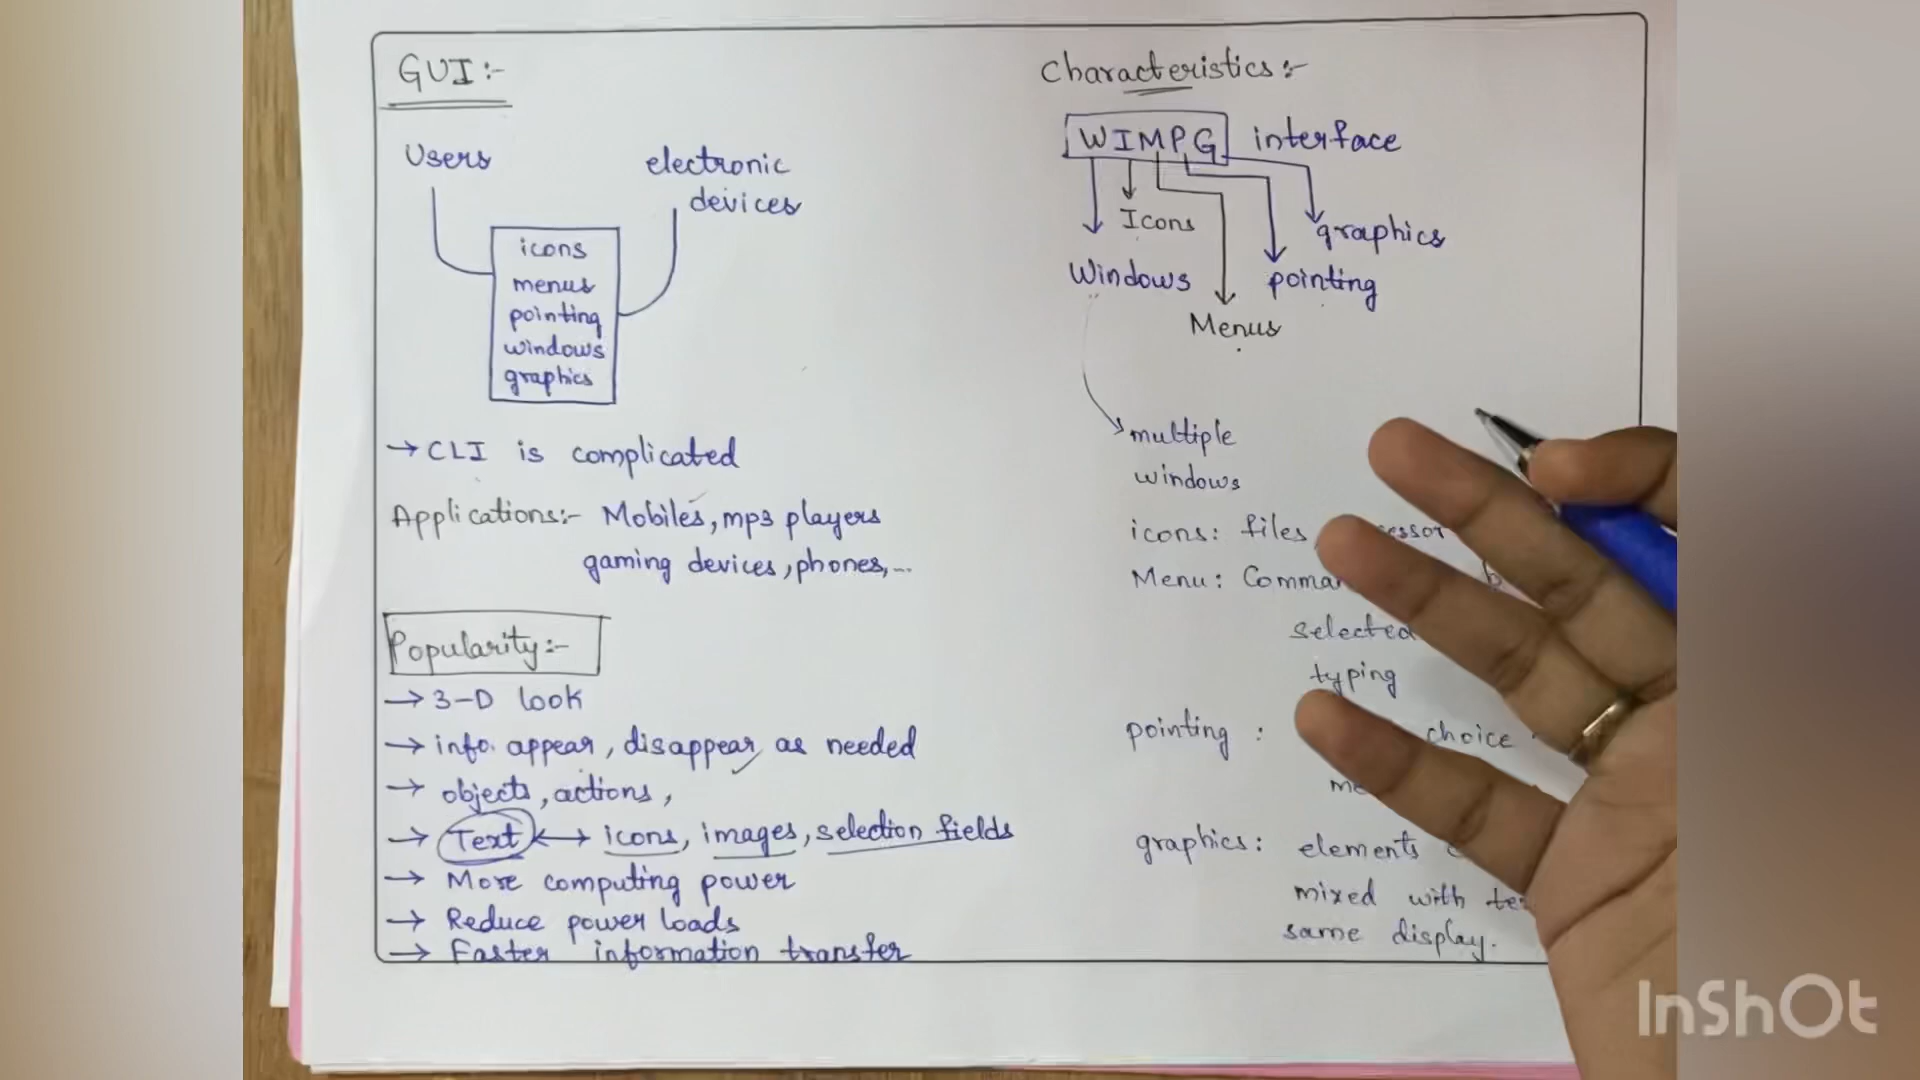 GUI:-
Users
electronic
devices
icons
menus
pointing
windows
graphics
→ CLI is complicated
Applications:- Mobiles, mp3 players
gaming devices, phones,...
Popularity:-
→ 3-D look
→ info. appear, disappear as needed
→ objects, actions,
→ Text ↔ icons, images, selection fields
→ More computing power
→ Reduce power loads
→ Faster information transfer
Characteristics:-
WIMPG interface
Icons
graphics
Windows
pointing
Menus
multiple
windows
icons: files
Menu:
selected
typing
pointing :
choice
graphics: elements
mixed with
same display.
InShOt